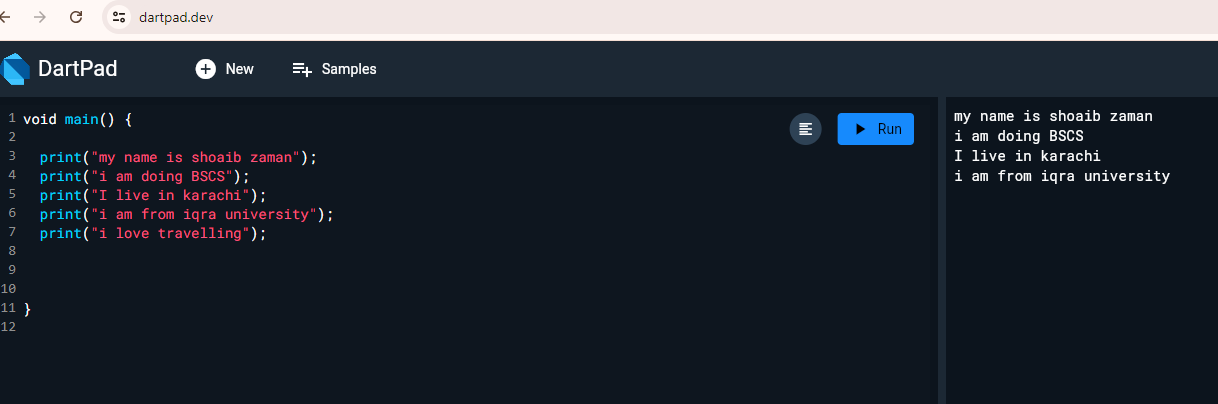 dartpad.dev
DartPad
New
Samples
1 void main() {
2
3 print("my name is shoaib zaman");
4 print("i am doing BSCS");
5 print("I live in karachi");
6 print("i am from iqra university");
7 print("i love travelling");
8
9
10
11 }
12
Run
my name is shoaib zaman
i am doing BSCS
I live in karachi
i am from iqra university